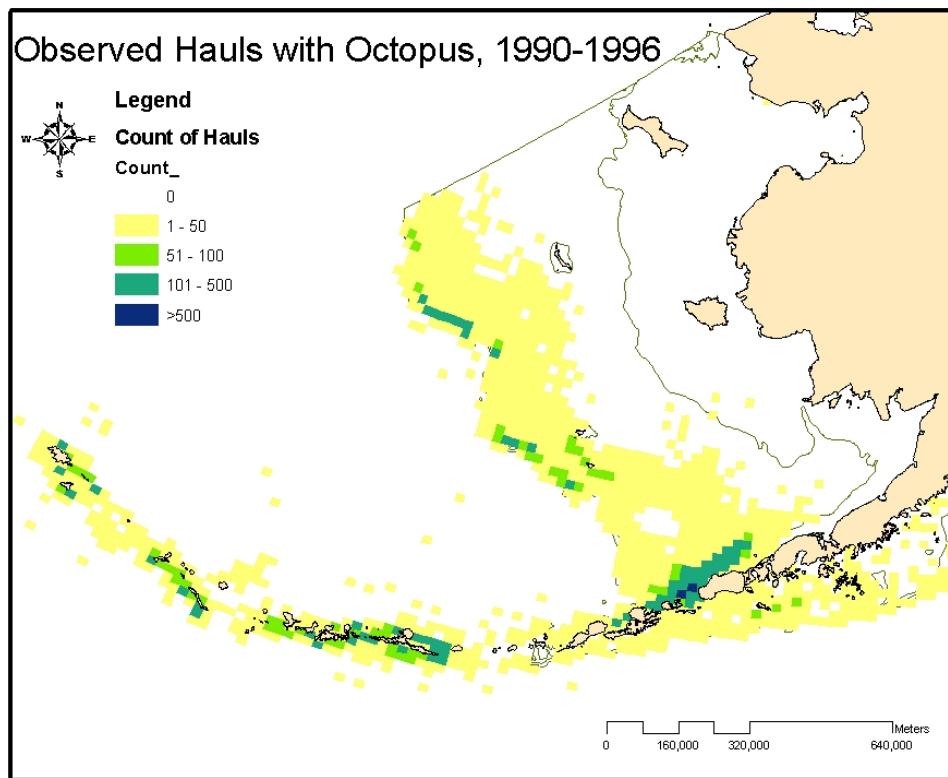 Observed Hauls with Octopus, 1990-1996
N
W E
S
Legend
Count of Hauls
Count_
0
1 - 50
51 - 100
101 - 500
>500
Meters
0 160,000 320,000 640,000